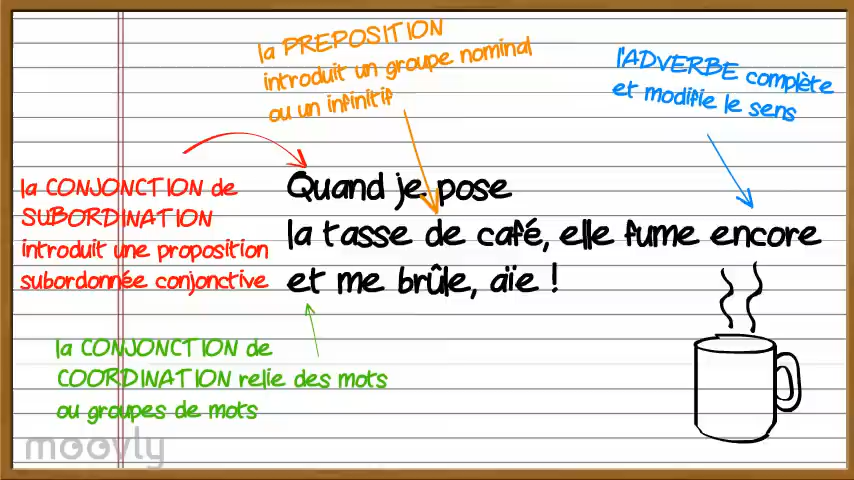 la PREPOSITION
introduit un groupe nominal
ou un infinitif
l'ADVERBE complète
et modifie le sens
la CONJONCTION de
SUBORDINATION
introduit une proposition
subordonnée conjonctive
Quand je pose
la tasse de café, elle fume encore
et me brûle, aïe !
la CONJONCTION de
COORDINATION relie des mots
ou groupes de mots
moovly